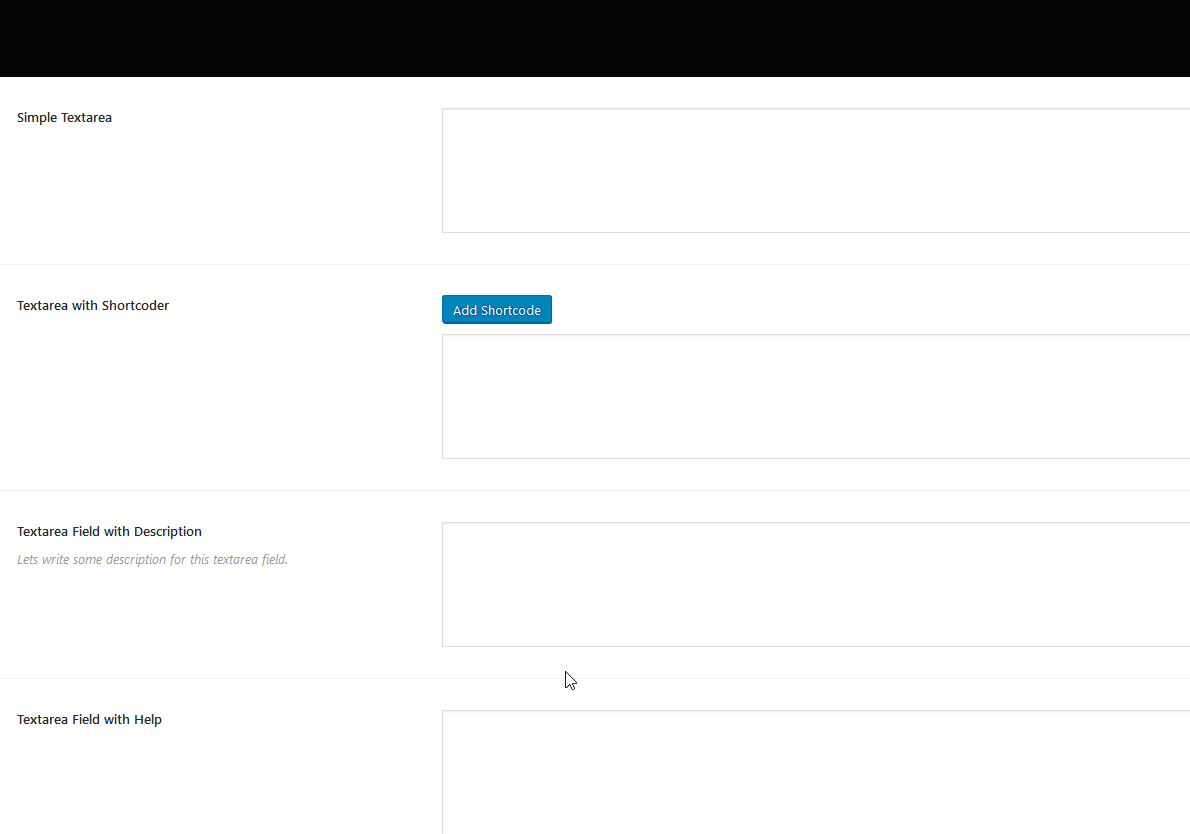 Simple Textarea
Textarea with Shortcoder
Add Shortcode
Textarea Field with Description
Lets write some description for this textarea field.
Textarea Field with Help